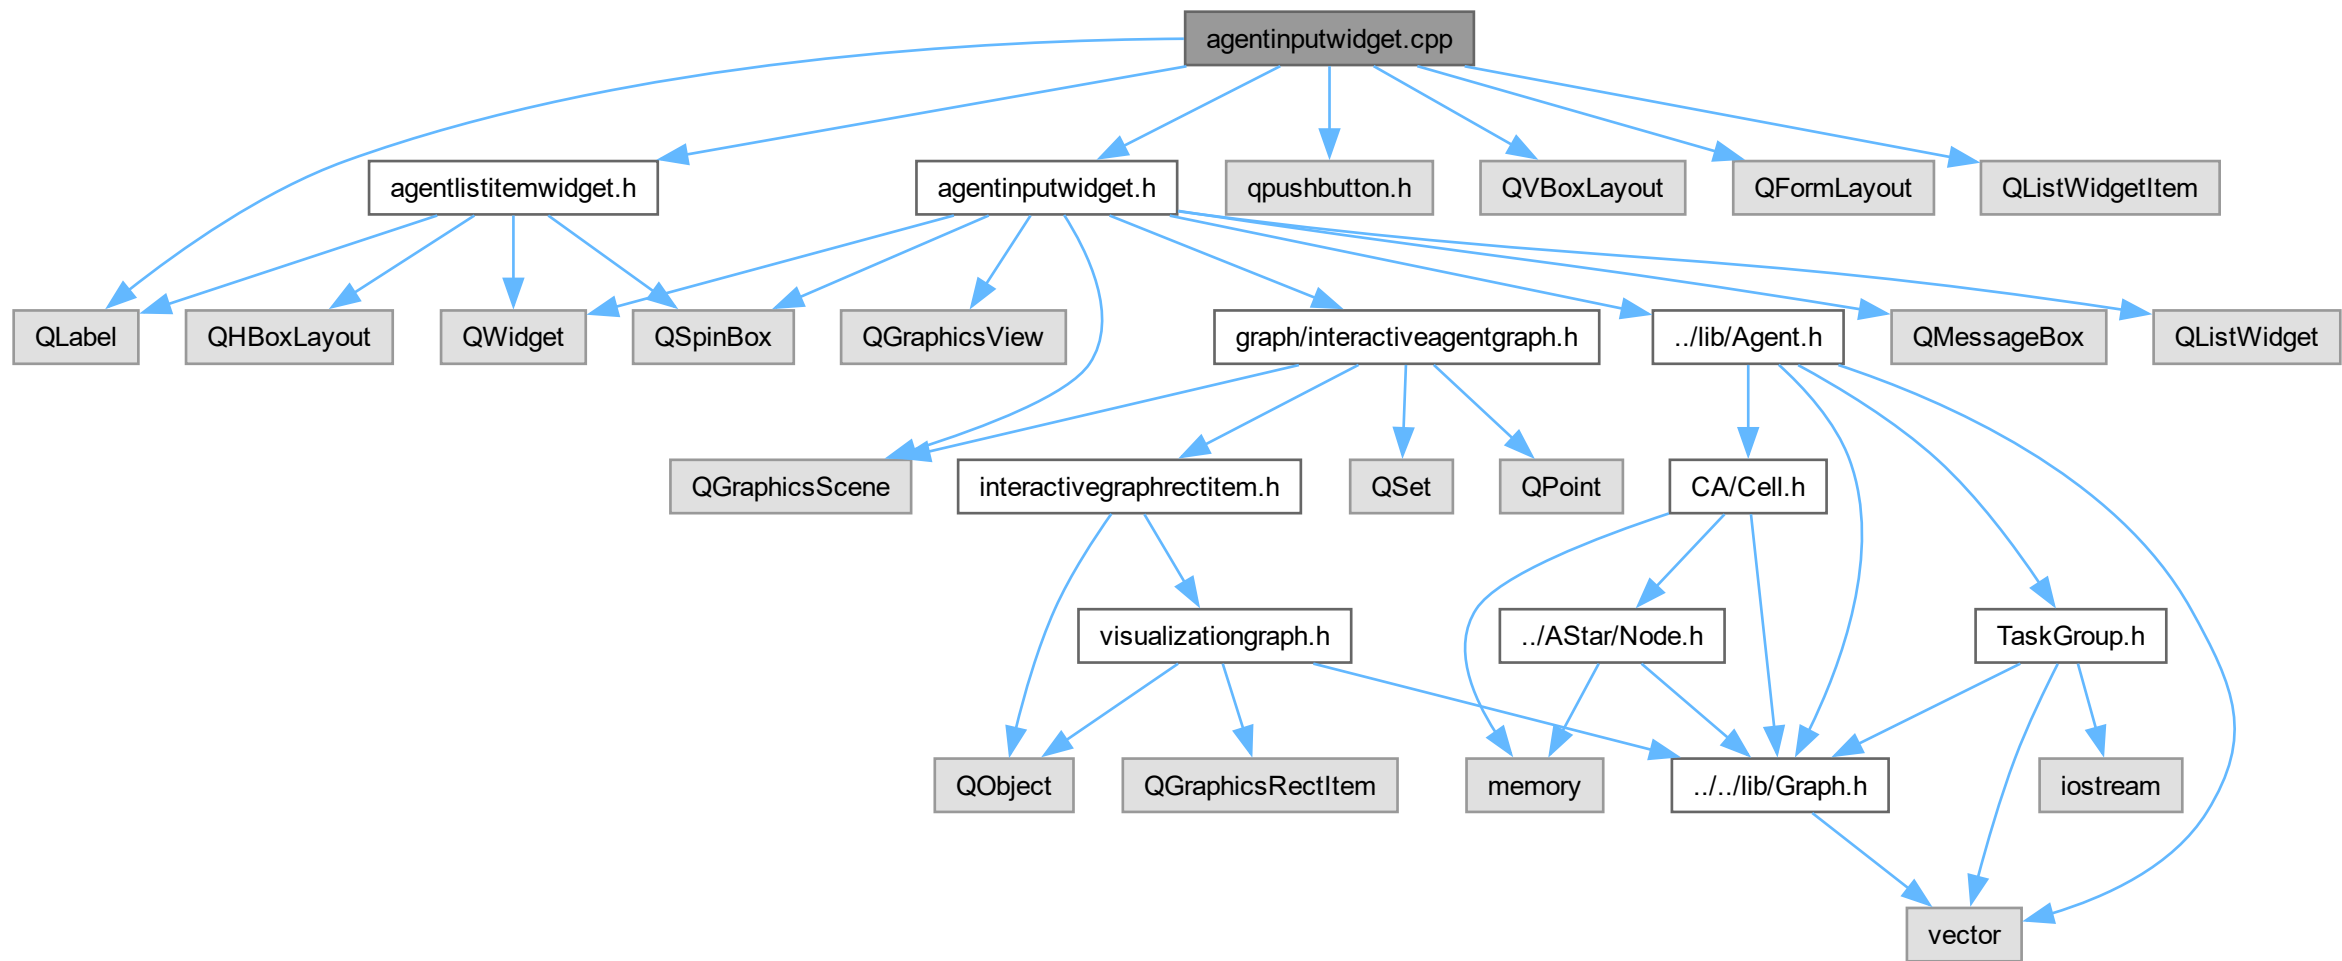 agentinputwidget.cpp
agentlistitemwidget.h
agentinputwidget.h
qpushbutton.h
QVBoxLayout
QFormLayout
QListWidgetItem
QLabel
QHBoxLayout
QWidget
QSpinBox
QGraphicsView
graph/interactiveagentgraph.h
../lib/Agent.h
QMessageBox
QListWidget
QGraphicsScene
interactivegraphrectitem.h
QSet
QPoint
CA/Cell.h
visualizationgraph.h
../AStar/Node.h
TaskGroup.h
QObject
QGraphicsRectItem
memory
../../lib/Graph.h
iostream
vector